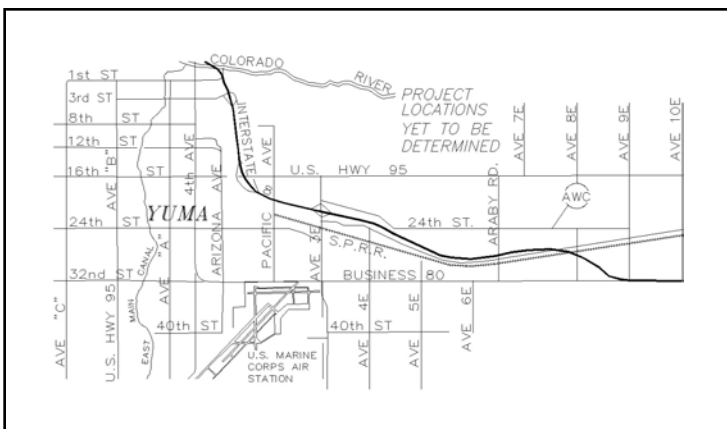 COLORADO
RIVER
1st ST
3rd ST
8th ST
12th ST
16th ST
24th ST
32nd ST
40th ST
AVE "B"
4th AVE
INTERSTATE
8
AVE
PROJECT
LOCATIONS
YET TO BE
DETERMINED
U.S. HWY 95
YUMA
AVE "A"
ARIZONA AVE
PACIFIC
AVE 3E
24th ST.
ARABY RD.
AWC
AVE 7E
AVE 8E
AVE 9E
AVE 10E
S.P.R.R.
BUSINESS 80
AVE "C"
U.S. HWY 95
EAST MAIN CANAL
AVE 4E
AVE 5E
AVE 6E
40th ST
U.S. MARINE
CORPS AIR
STATION